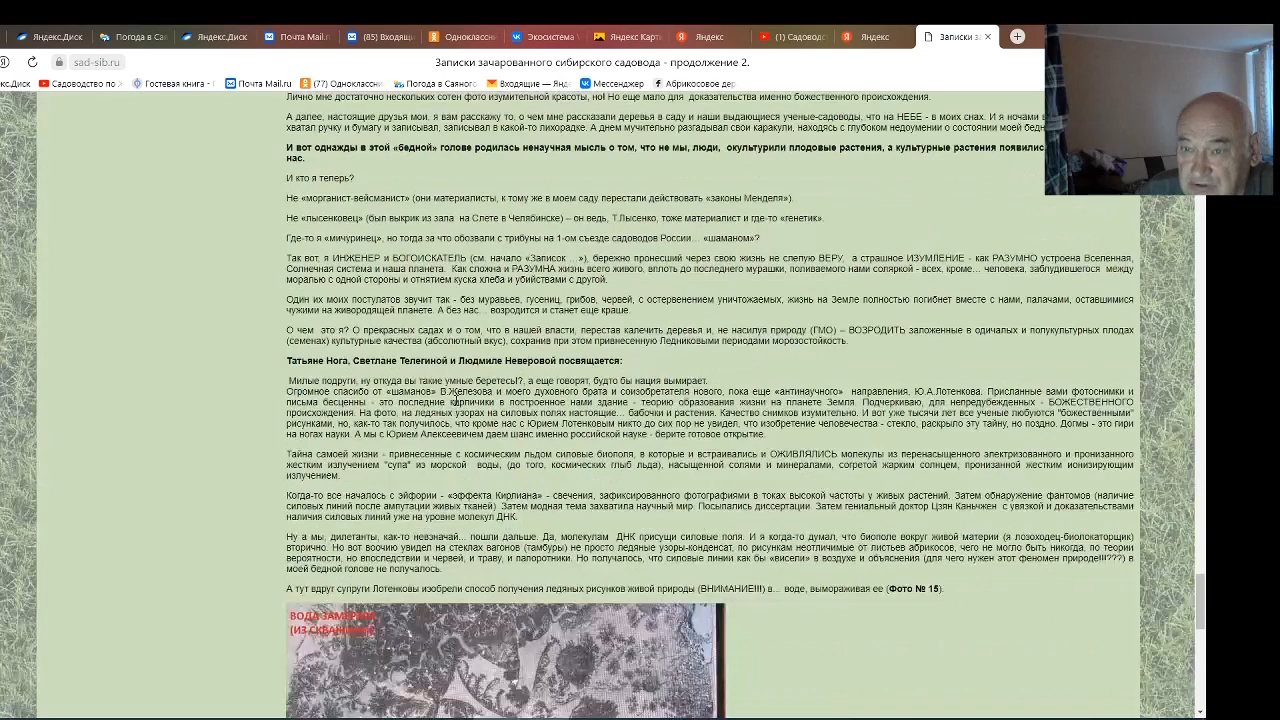 Яндекс.Диск
Погода в Сая
Яндекс.Диск
Почта Mail.ru
(85) Входящи
Одноклассн
Экосистема V
Яндекс Карты
Яндекс
(1) Садоводс
Яндекс
Записки за
sad-sib.ru
Записки зачарованного сибирского садовода - продолжение 2.
кс.Диск
Садоводство по
Гостевая книга -
Почта Mail.ru
(77) Одноклассни
Погода в Саяного
Входящие — Янд
Мессенджер
Абрикосовое дер
Лично мне достаточно нескольких сотен фото изумительной красоты, но! Но еще мало для доказательства именно божественного происхождения.
А далее, настоящие друзья мои, я вам расскажу то, о чем мне рассказали деревья в саду и наши выдающиеся ученые-садоводы, что на НЕБЕ - в моих снах. И я ночами в
хватал ручку и бумагу и записывал, записывал в какой-то лихорадке. А днем мучительно разгадывал свои каракули, находясь с глубоком недоумении о состоянии моей бедн
И вот однажды в этой «бедной» голове родилась ненаучная мысль о том, что не мы, люди, окультурили плодовые растения, а культурные растения появились
нас.
И кто я теперь?
Не «морганист-вейсманист» (они материалисты, к тому же в моем саду перестали действовать «законы Менделя»).
Не «лысенковец» (был выкрик из зала на Слете в Челябинске) – он ведь, Т.Лысенко, тоже материалист и где-то «генетик».
Где-то я «мичуринец», но тогда за что обозвали с трибуны на 1-ом съезде садоводов России… «шаманом»?
Так вот, я ИНЖЕНЕР и БОГОИСКАТЕЛЬ (см. начало «Записок …»), бережно пронесший через свою жизнь не слепую ВЕРУ, а страшное ИЗУМЛЕНИЕ - как РАЗУМНО устроена Вселенная,
Солнечная система и наша планета. Как сложна и РАЗУМНА жизнь всего живого, вплоть до последнего мурашки, поливаемого нами соляркой - всех, кроме… человека, заблудившегося между
моралью с одной стороны и отнятием куска хлеба и убийствами с другой.
Один их моих постулатов звучит так - без муравьев, гусениц, грибов, червей, с остервенением уничтожаемых, жизнь на Земле полностью погибнет вместе с нами, палачами, оставшимися
чужими на живородящей планете. А без нас… возродится и станет еще краше.
О чем это я? О прекрасных садах и о том, что в нашей власти, перестав калечить деревья и, не насилуя природу (ГМО) – ВОЗРОДИТЬ заложенные в одичалых и полукультурных плодах
(семенах) культурные качества (абсолютный вкус), сохранив при этом привнесенную Ледниковыми периодами морозостойкость.
Татьяне Нога, Светлане Телегиной и Людмиле Неверовой посвящается:
Милые подруги, ну откуда вы такие умные беретесь!?, а еще говорят, будто бы нация вымирает.
Огромное спасибо от «шаманов» В.Железова и моего духовного брата и соизобретателя нового, пока еще «антинаучного» направления, Ю.А.Лотенкова. Присланные вами фотоснимки и
письма бесценны - это последние кирпичики в построенное нами здание - теорию образования жизни на планете Земля. Подчеркиваю, для непредубежденных - БОЖЕСТВЕННОГО
происхождения. На фото, на ледяных узорах на силовых полях настоящие… бабочки и растения. Качество снимков изумительно. И вот уже тысячи лет все ученые любуются "божественными"
рисунками, но, как-то так получилось, что кроме нас с Юрием Лотенковым никто до сих пор не увидел, что изобретение человечества - стекло, раскрыло эту тайну, но поздно. Догмы - это гири
на ногах науки. А мы с Юрием Алексеевичем даем шанс именно российской науке - берите готовое открытие.
Тайна самой жизни - привнесенные с космическим льдом силовые биополя, в которые и встраивались и ОЖИВЛЯЛИСЬ молекулы из перенасыщенного электризованного и пронизанного
жестким излучением "супа" из морской воды, (до того, космических глыб льда), насыщенной солями и минералами, согретой жарким солнцем, пронизанной жестким ионизирующим
излучением.
Когда-то все началось с эйфории - «эффекта Кирлиана» - свечения, зафиксированного фотографиями в токах высокой частоты у живых растений. Затем обнаружение фантомов (наличие
силовых линий после ампутации живых тканей). Затем модная тема захватила научный мир. Посыпались диссертации. Затем гениальный доктор Цзян Каньчжен с увязкой и доказательствами
наличия силовых линий уже на уровне молекул ДНК.
Ну а мы, дилетанты, как-то невзначай… пошли дальше. Да, молекулам ДНК присущи силовые поля. И я когда-то думал, что биополе вокруг живой материи (я лозоходец-биолокаторщик)
вторично. Но вот воочию увидел на стеклах вагонов (тамбуры) не просто ледяные узоры-конденсат, по рисункам неотличимые от листьев абрикосов, чего не могло быть никогда, по теории
вероятности, но впоследствии и червей, и траву, и папоротники. Но получалось, что силовые линии как бы «висели» в воздухе и объяснения (для чего нужен этот феномен природе!!!???) в
моей бедной голове не получалось.
А тут вдруг супруги Лотенковы изобрели способ получения ледяных рисунков живой природы (ВНИМАНИЕ!!!) в… воде, вымораживая ее (Фото № 15).
ВОДА ЗАМЕРЗ
(ИЗ СКВАЖИНЫ)